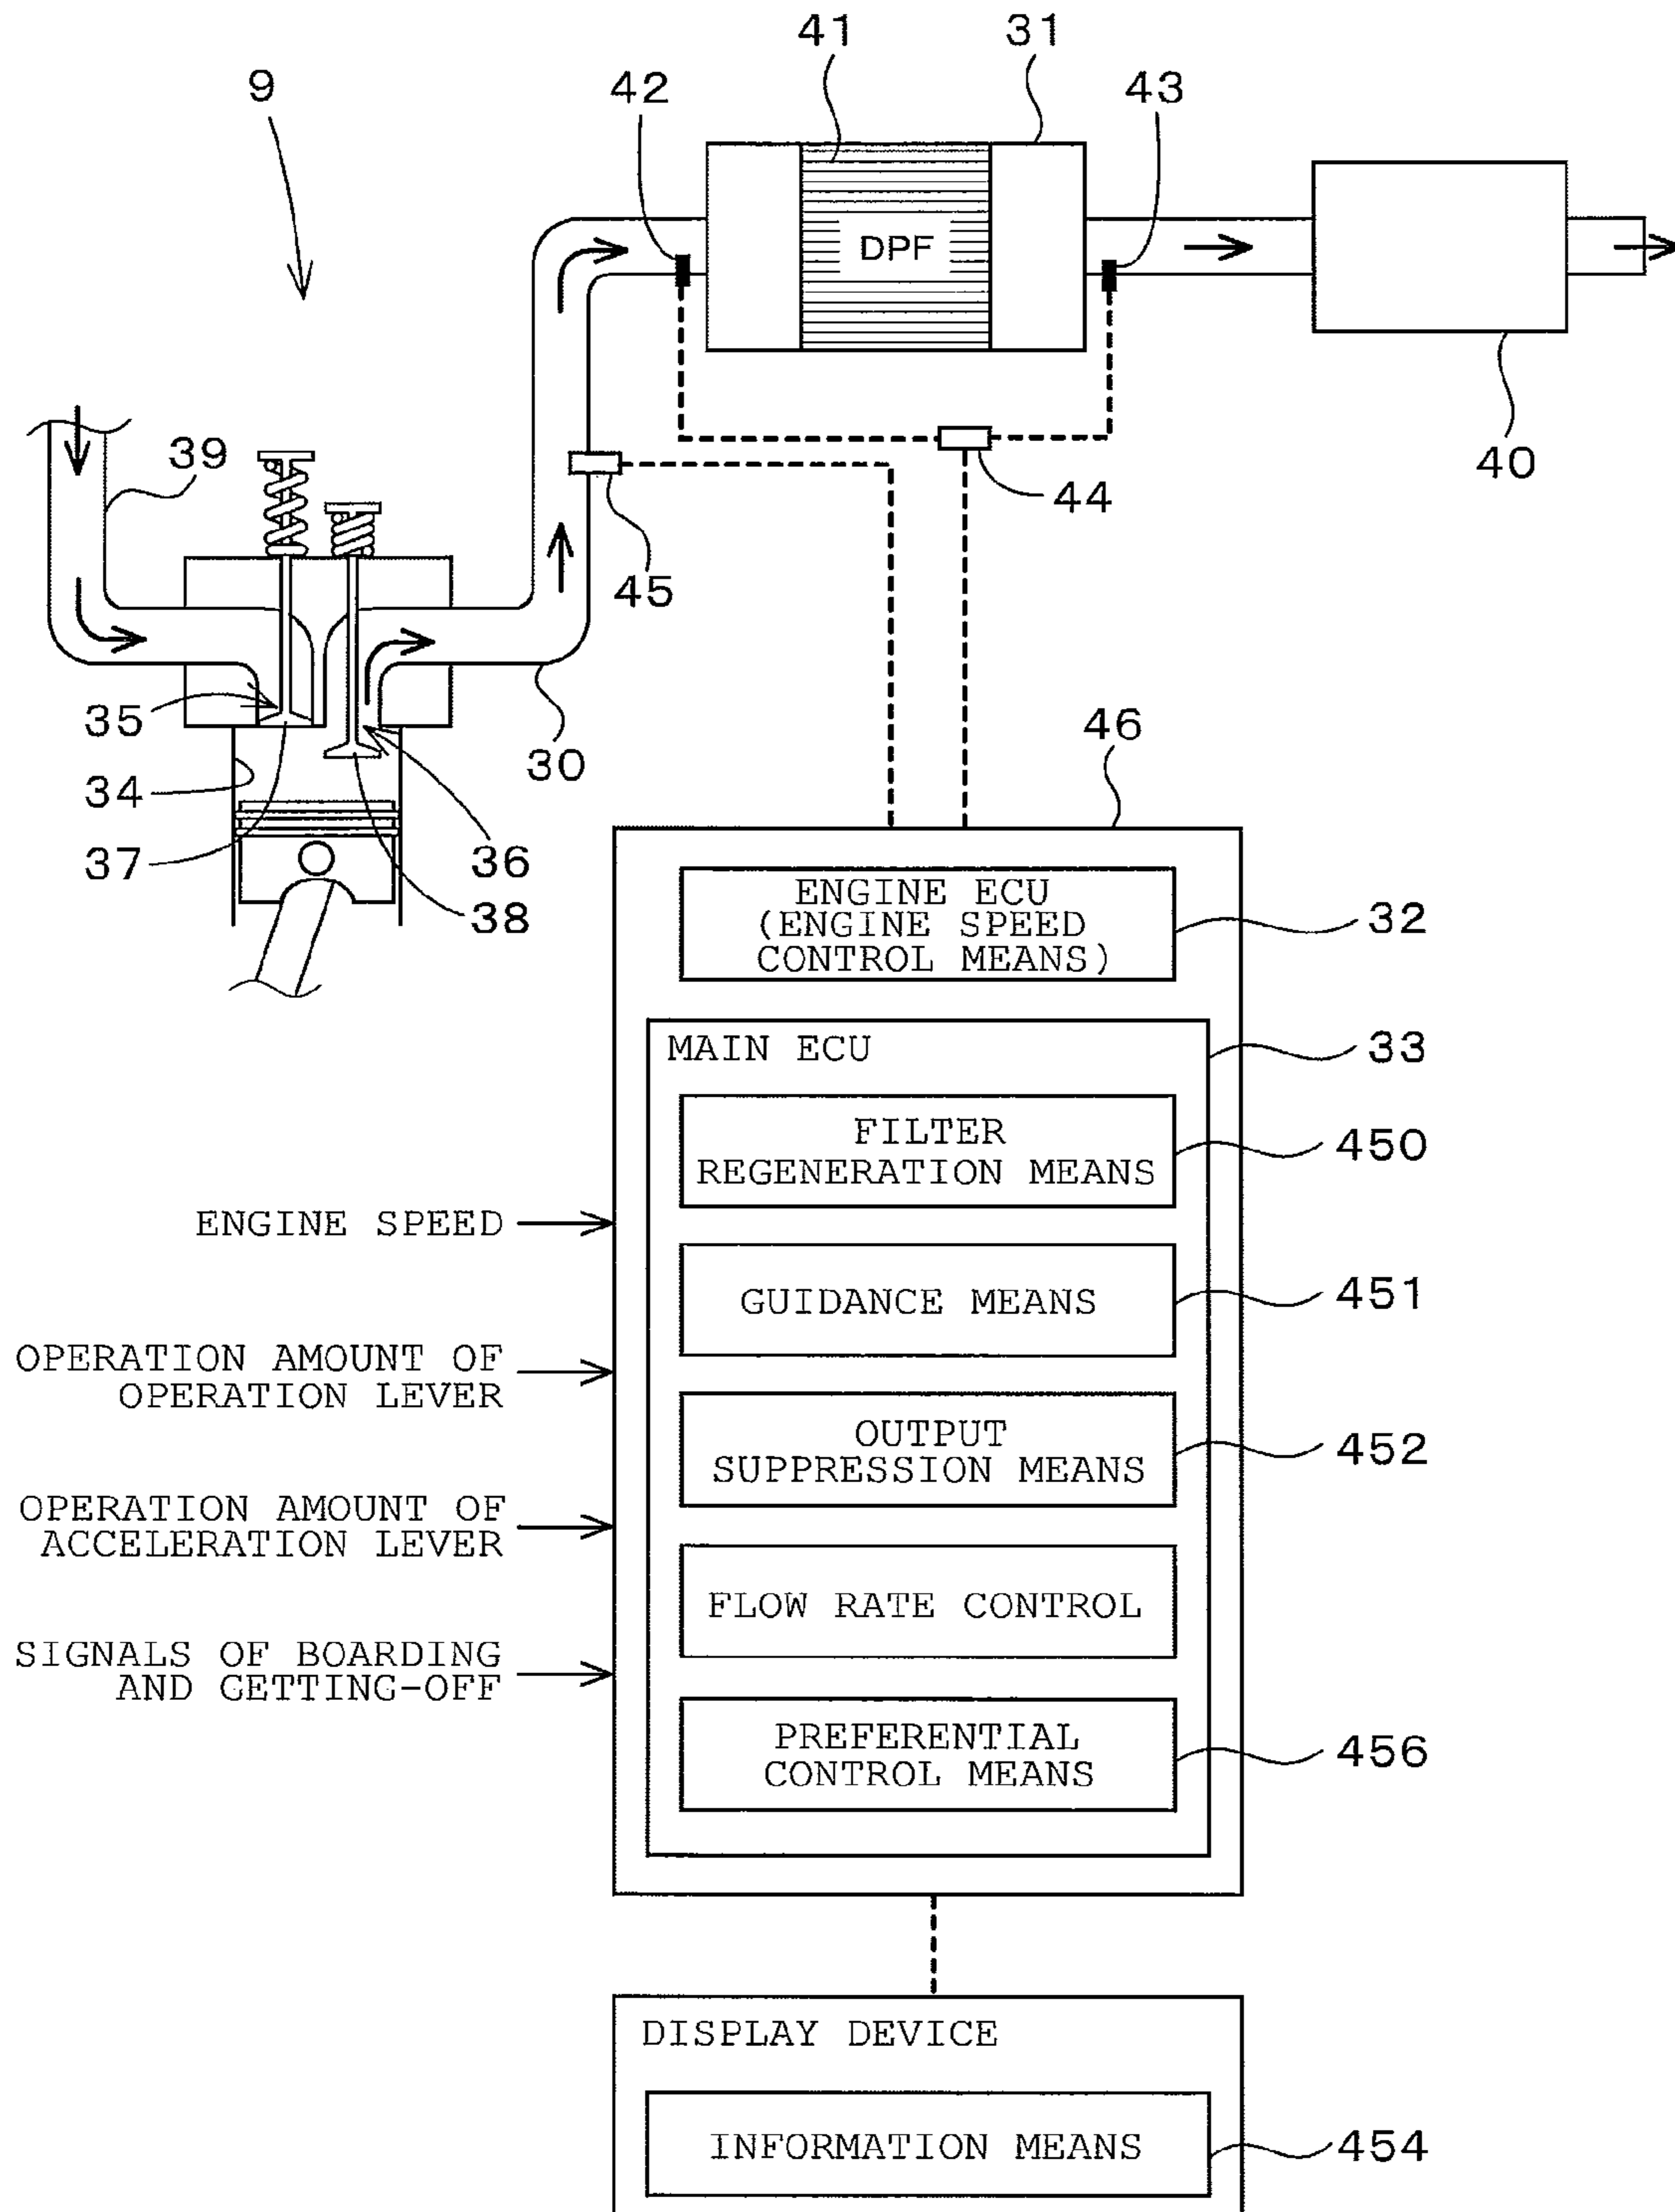 41
31
9
42
43
DPF
39
40
44
45
35
46
30
34
37
36
38
ENGINE ECU
(ENGINE SPEED
CONTROL MEANS)
32
MAIN ECU
33
FILTER
REGENERATION MEANS
450
ENGINE SPEED
GUIDANCE MEANS
451
OPERATION AMOUNT OF
OPERATION LEVER
OUTPUT
SUPPRESSION MEANS
452
OPERATION AMOUNT OF
ACCELERATION LEVER
FLOW RATE CONTROL
SIGNALS OF BOARDING
AND GETTING-OFF
PREFERENTIAL
CONTROL MEANS
456
DISPLAY DEVICE
INFORMATION MEANS
454